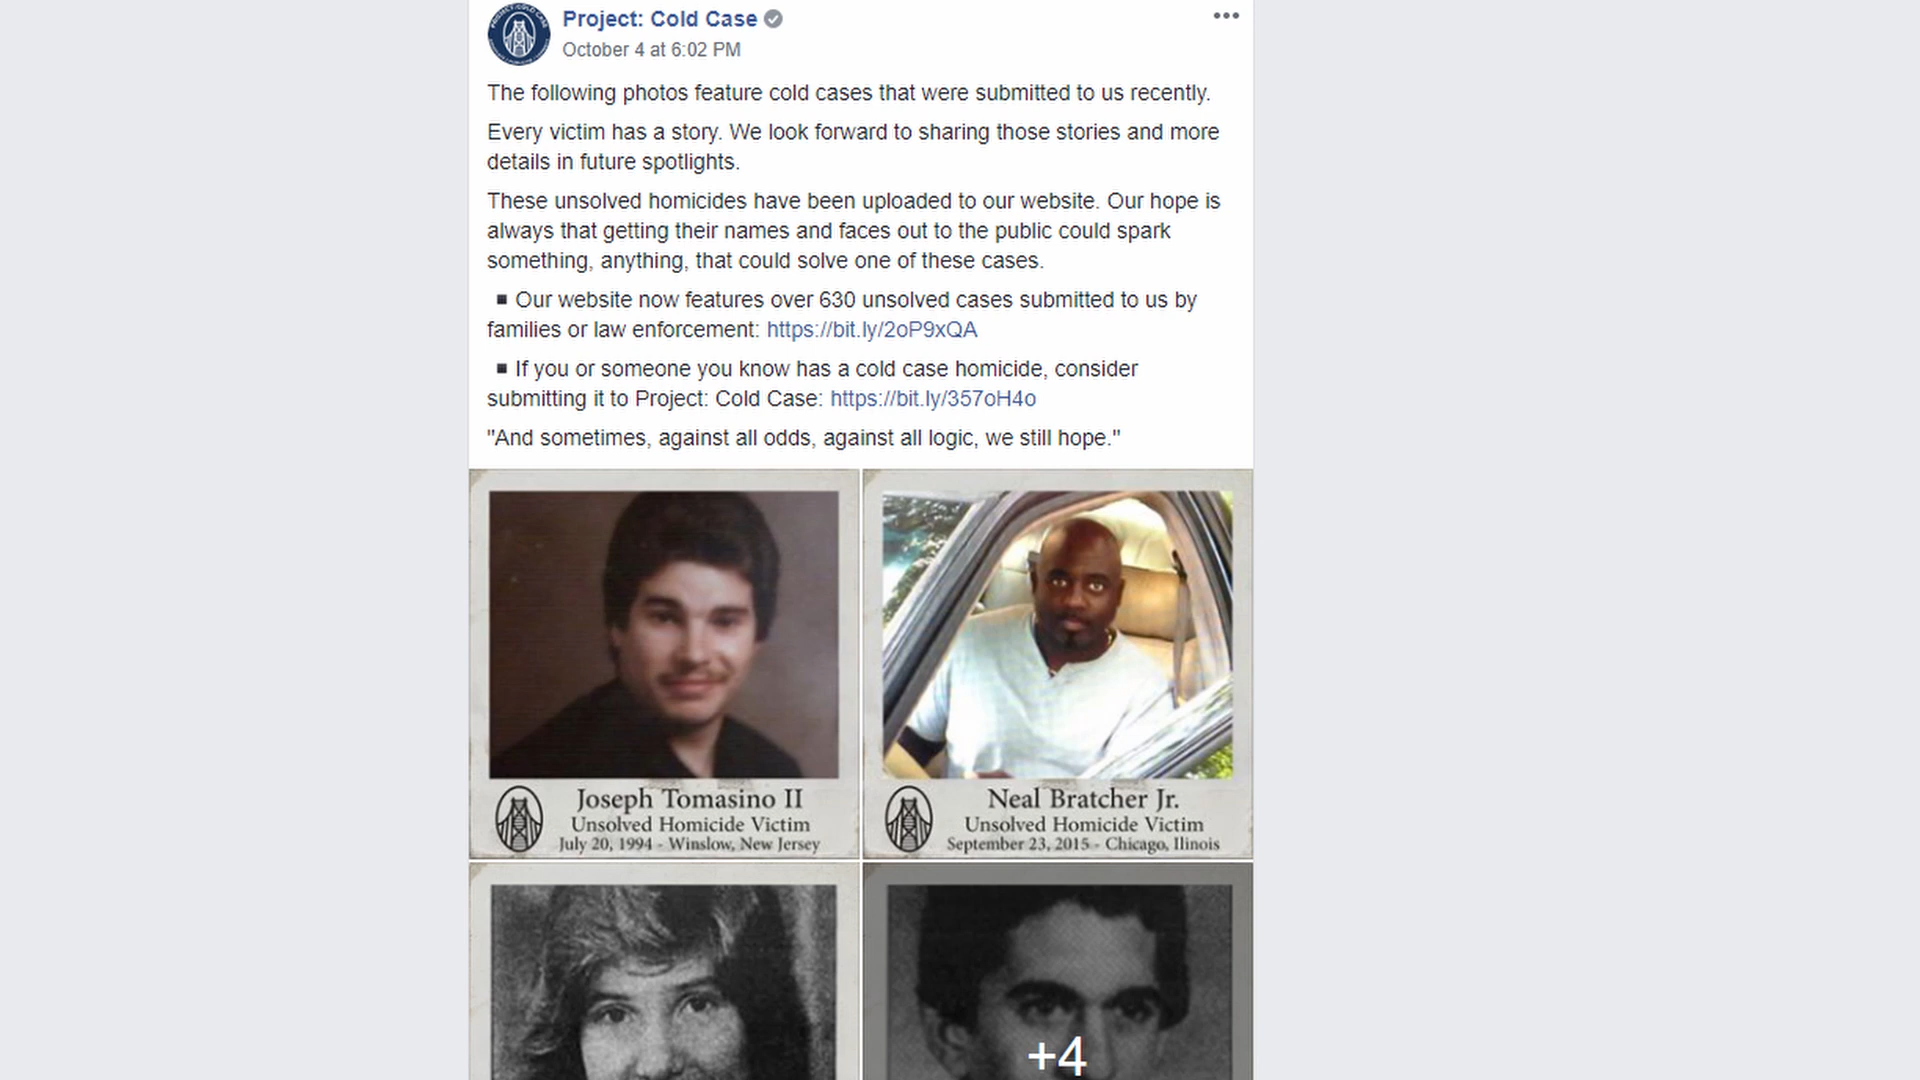 Project: Cold Case
October 4 at 6:02 PM
The following photos feature cold cases that were submitted to us recently.
Every victim has a story. We look forward to sharing those stories and more
details in future spotlights.
These unsolved homicides have been uploaded to our website. Our hope is
always that getting their names and faces out to the public could spark
something, anything, that could solve one of these cases.
▪ Our website now features over 630 unsolved cases submitted to us by
families or law enforcement: https://bit.ly/2oP9xQA
▪ If you or someone you know has a cold case homicide, consider
submitting it to Project: Cold Case: https://bit.ly/357oH4o
"And sometimes, against all odds, against all logic, we still hope."
Joseph Tomasino II
Unsolved Homicide Victim
July 20, 1994 - Winslow, New Jersey
Neal Bratcher Jr.
Unsolved Homicide Victim
September 23, 2015 - Chicago, Illinois
+4